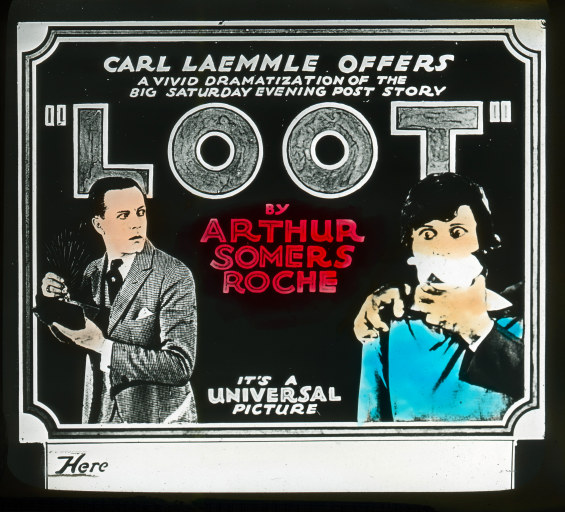 CARL LAEMMLE OFFERS
A VIVID DRAMATIZATION OF THE
BIG SATURDAY EVENING POST STORY
"LOOT"
BY
ARTHUR
SOMERS
ROCHE
IT'S A
UNIVERSAL
PICTURE
Here